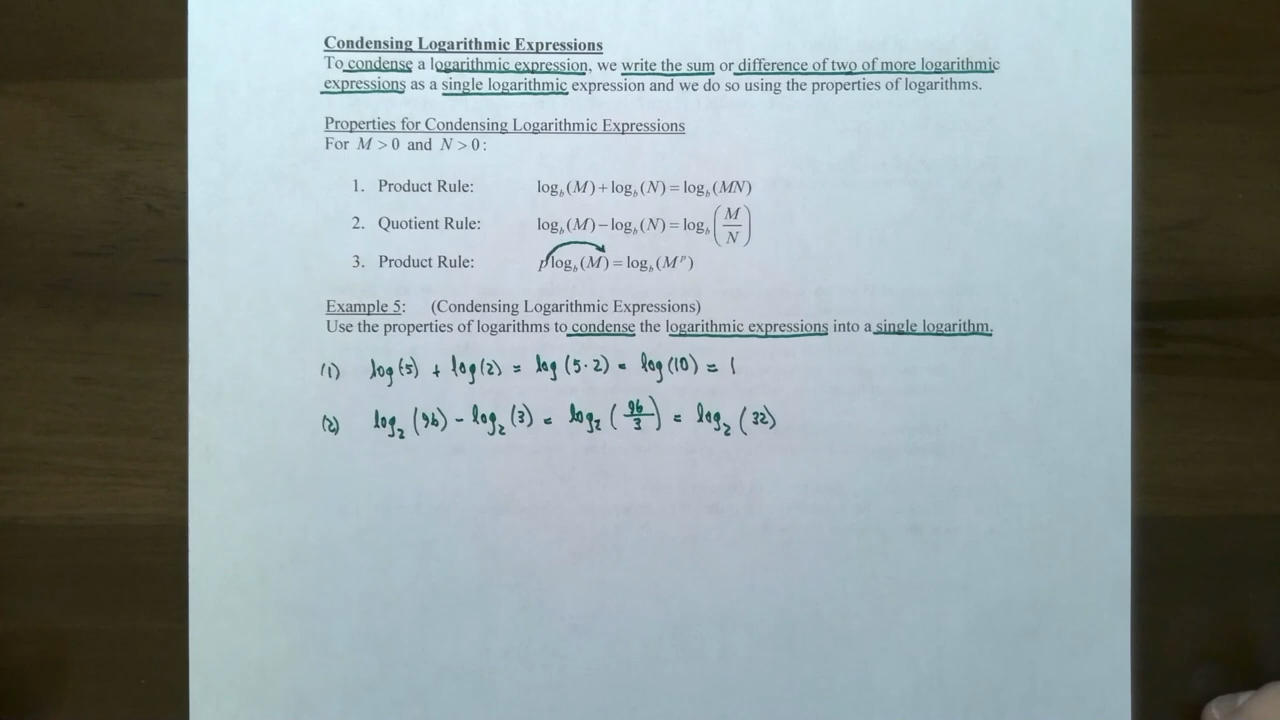 Condensing Logarithmic Expressions
To condense a logarithmic expression, we write the sum or difference of two of more logarithmic
expressions as a single logarithmic expression and we do so using the properties of logarithms.
Properties for Condensing Logarithmic Expressions
For M > 0 and N > 0:
1. Product Rule: log_b(M) + log_b(N) = log_b(MN)
2. Quotient Rule: log_b(M) − log_b(N) = log_b(M/N)
3. Product Rule: p log_b(M) = log_b(M^p)
Example 5: (Condensing Logarithmic Expressions)
Use the properties of logarithms to condense the logarithmic expressions into a single logarithm.
(1) log(5) + log(2) = log(5·2) = log(10) = 1
(2) log_2(96) − log_2(3) = log_2(96/3) = log_2(32)